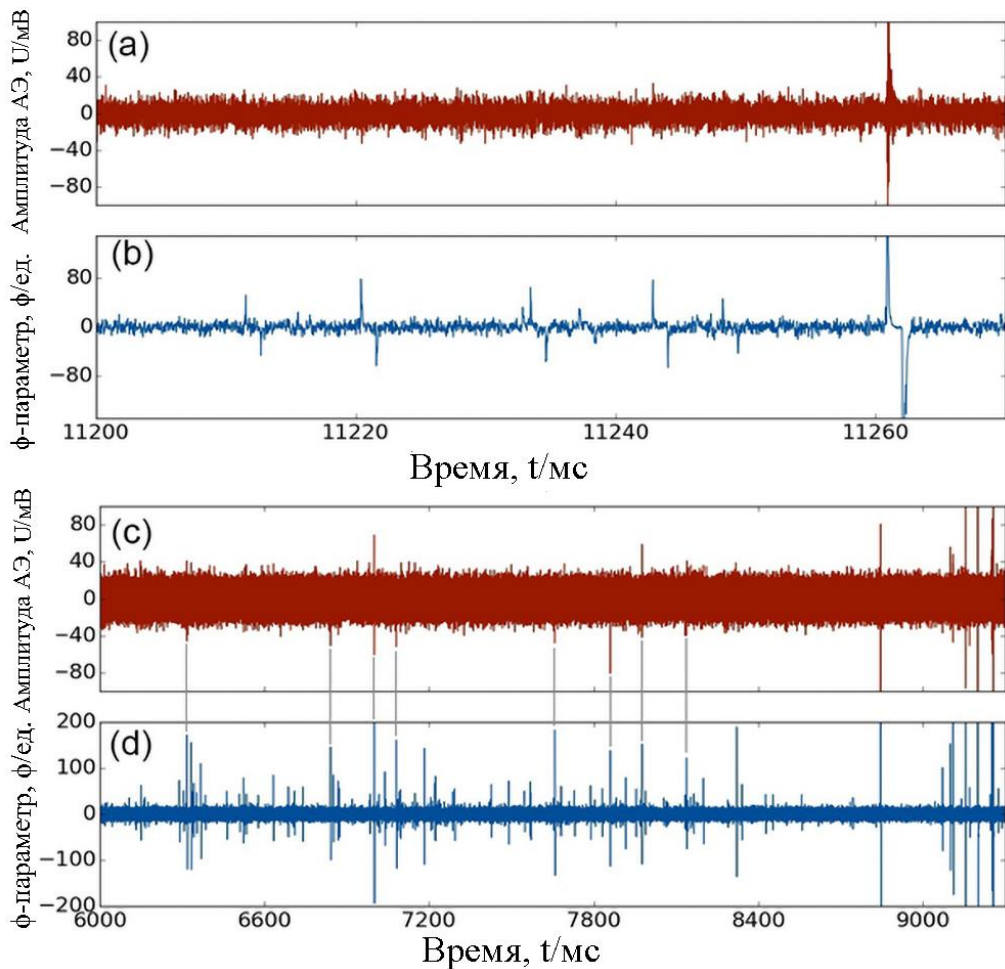 Амплитуда АЭ, U/мВ
(a)
80
40
0
−40
−80
ф-параметр, ф/ед.
(b)
80
0
−80
11200 11220 11240 11260
Время, t/мс
Амплитуда АЭ, U/мВ
(c)
80
40
0
−40
−80
ф-параметр, ф/ед.
(d)
200
100
0
−100
−200
6000 6600 7200 7800 8400 9000
Время, t/мс